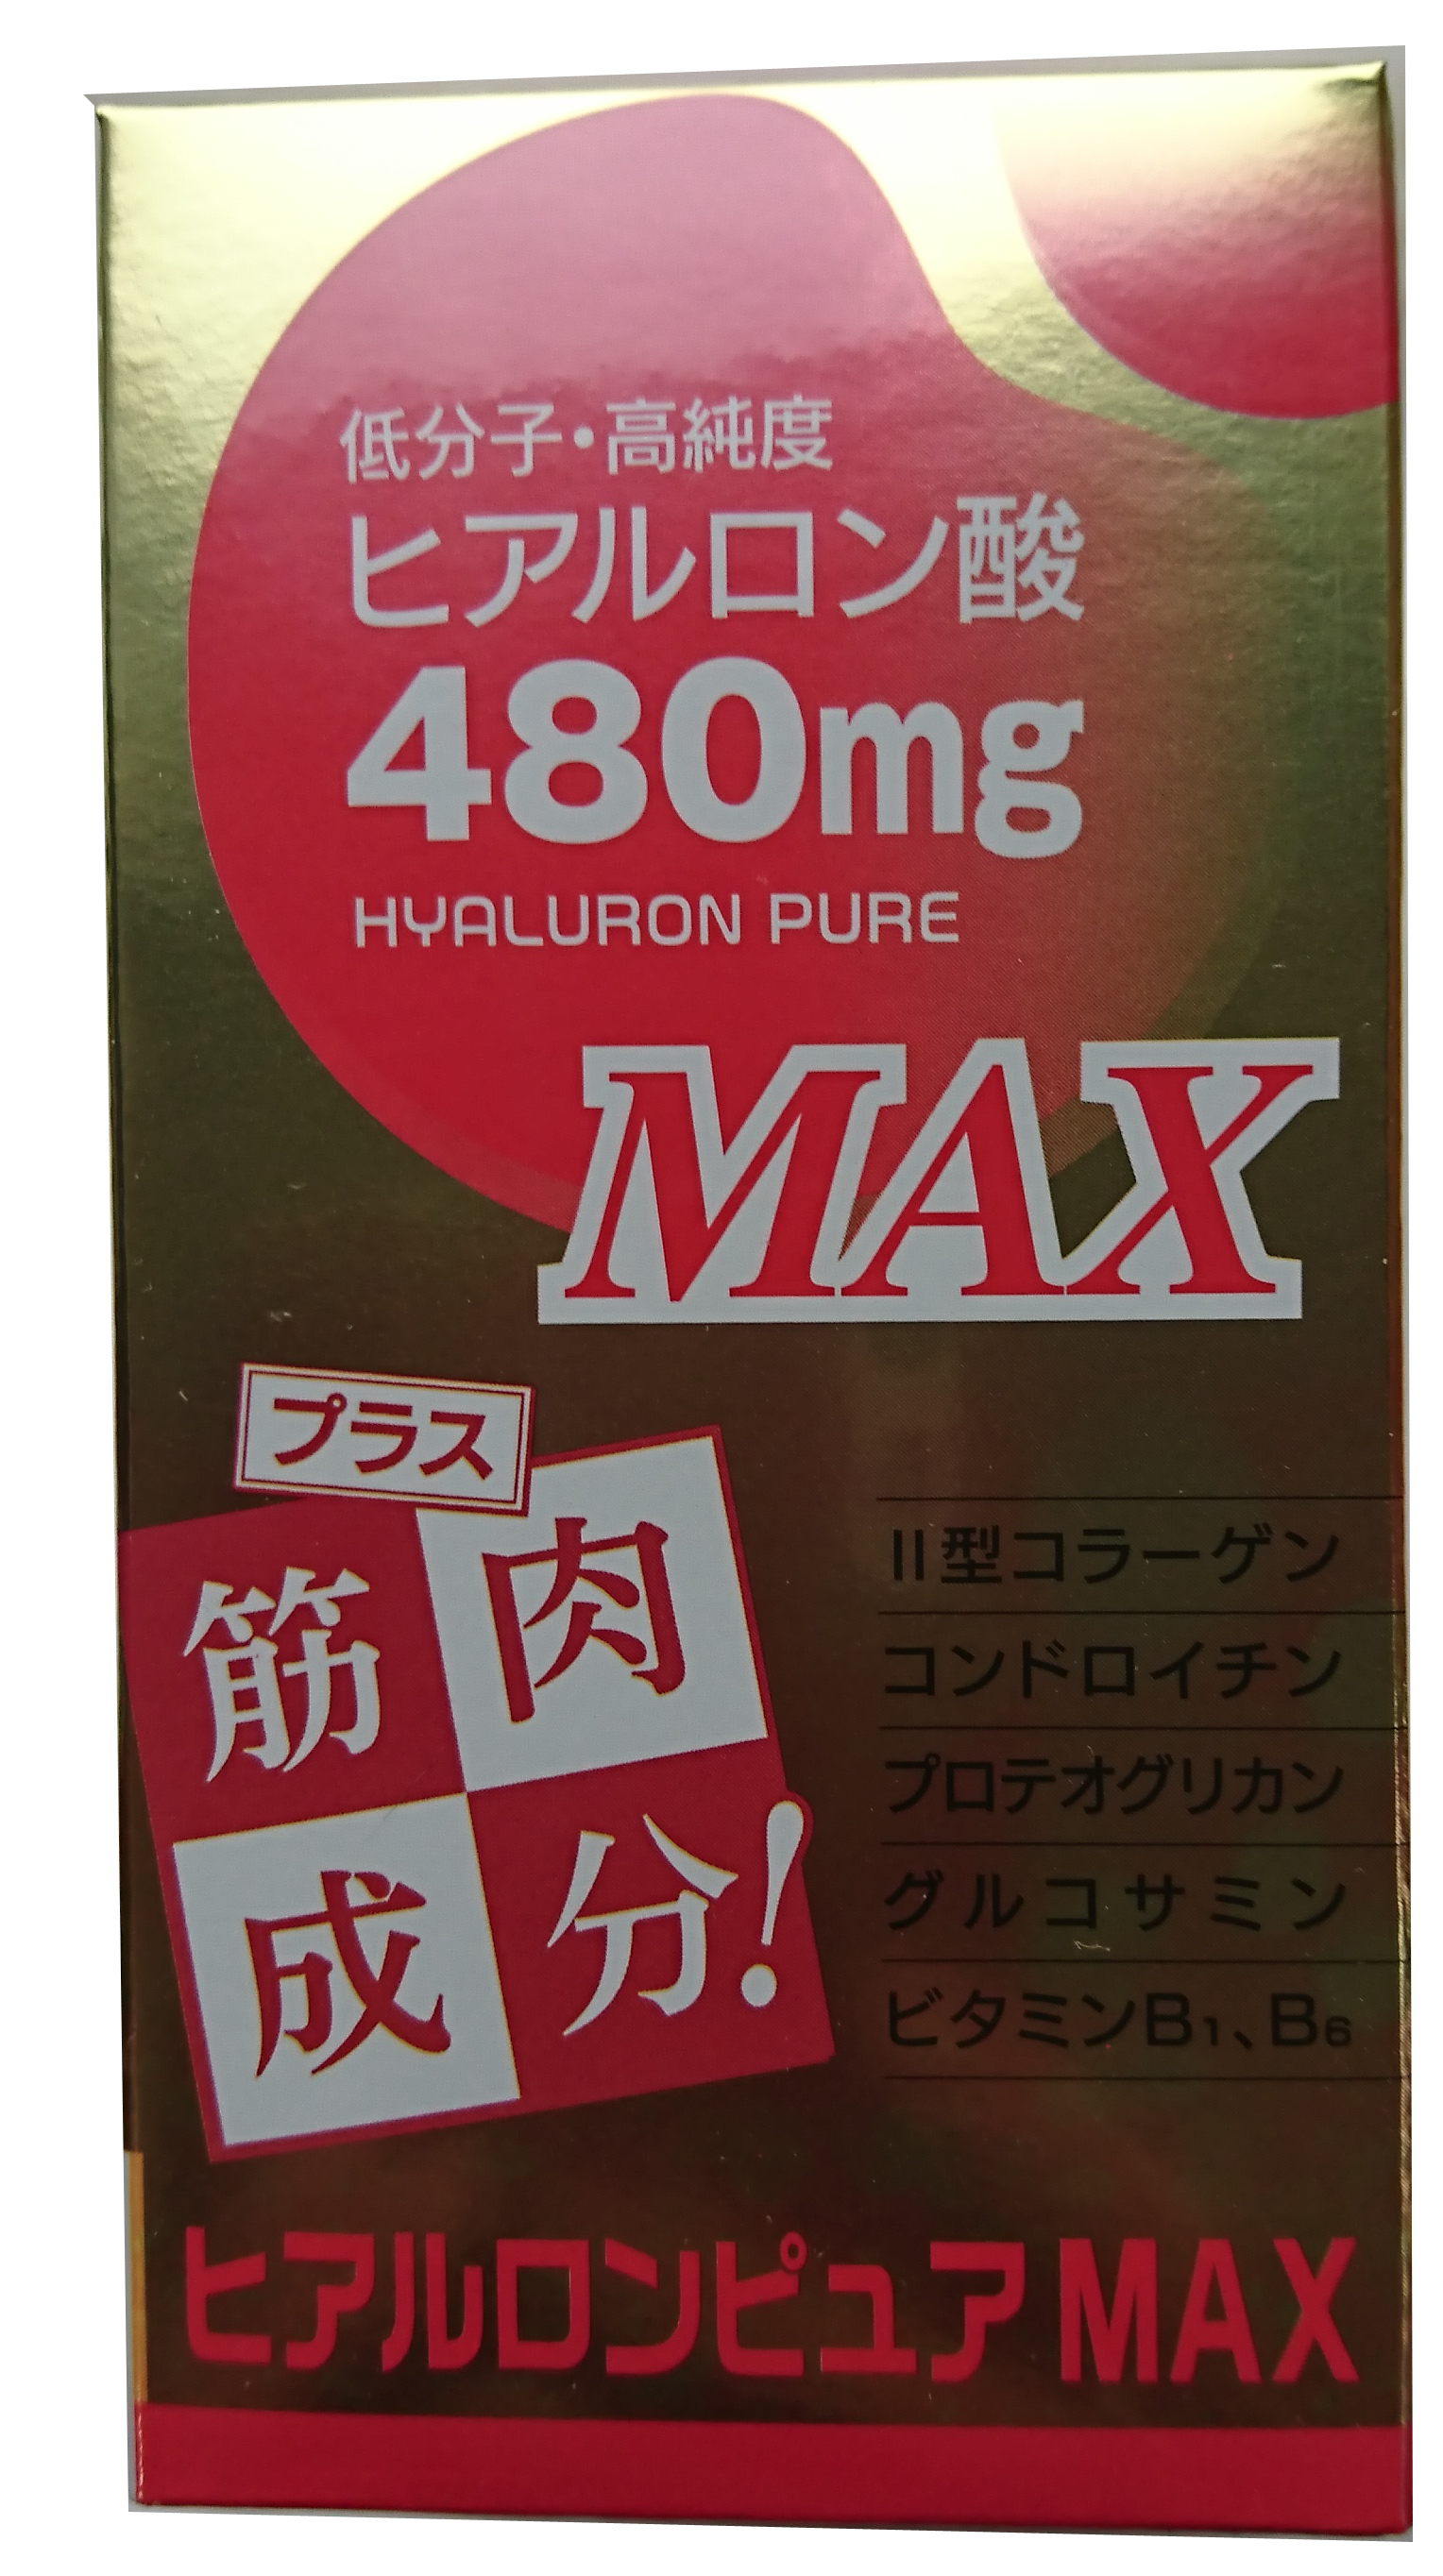 低分子・高純度
ヒアルロン酸
480mg
HYALURON PURE
MAX
プラス
筋肉
成分!
II型コラーゲン
コンドロイチン
プロテオグリカン
グルコサミン
ビタミンB1、B6
ヒアルロンピュアMAX